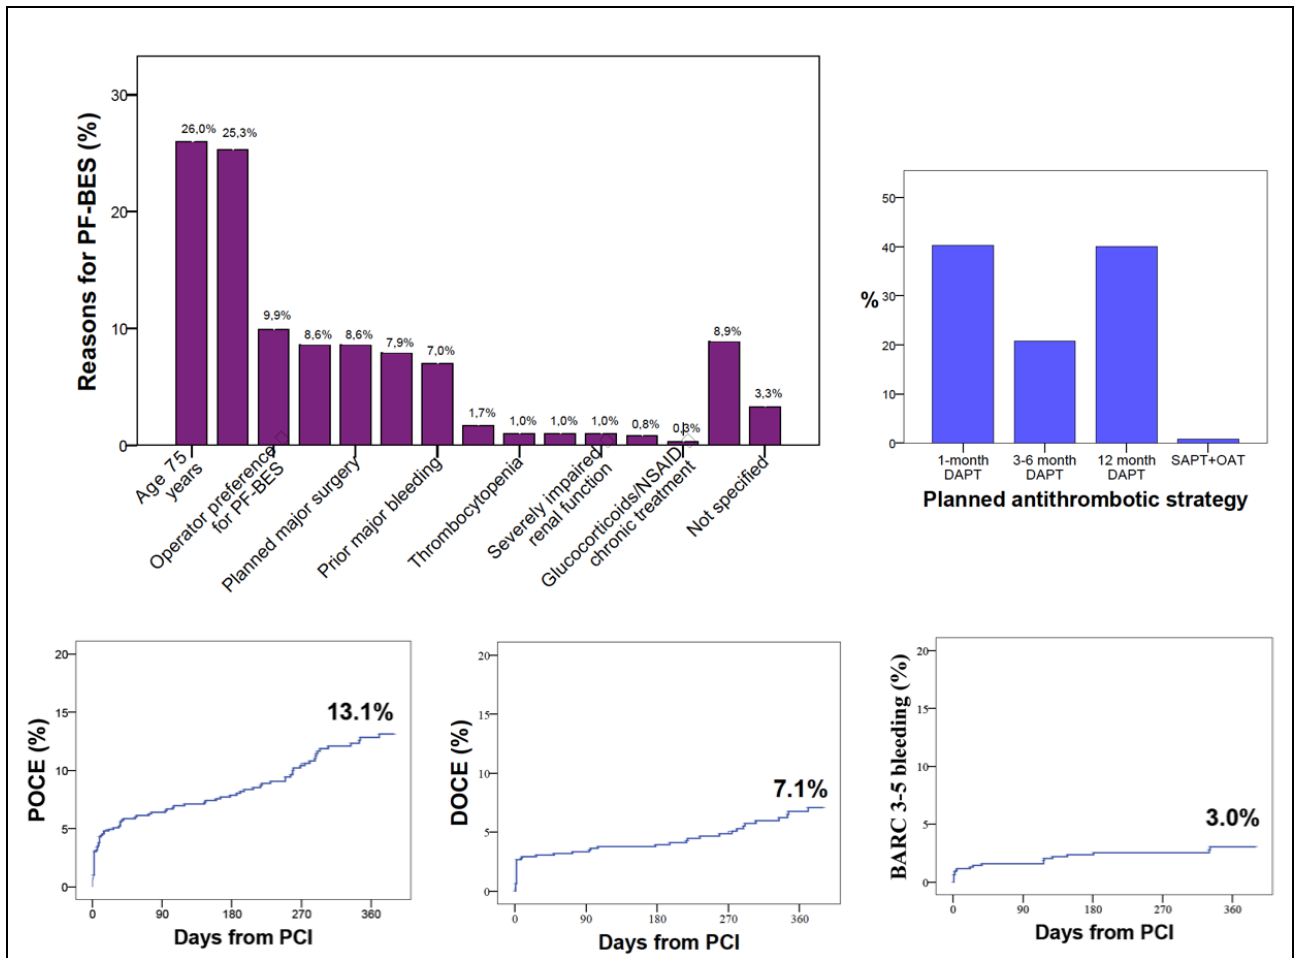 Reasons for PF-BES (%)
30
20
10
0
26,0%
25,3%
9,9%
8,6%
8,6%
7,9%
7,0%
1,7%
1,0%
1,0%
1,0%
0,8%
0,3%
8,9%
3,3%
Age 75
years
Operator preference
for PF-BES
Planned major surgery
Prior major bleeding
Thrombocytopenia
Severely impaired
renal function
Glucocorticoids/NSAID
chronic treatment
Not specified
%
50
40
30
20
10
0
1-month
DAPT
3-6 month
DAPT
12 month
DAPT
SAPT+OAT
Planned antithrombotic strategy
POCE (%)
20
15
10
5
0
13.1%
0 90 180 270 360
Days from PCI
DOCE (%)
20
15
10
5
0
7.1%
0 90 180 270 360
Days from PCI
BARC 3-5 bleeding (%)
20
15
10
5
0
3.0%
0 90 180 270 360
Days from PCI